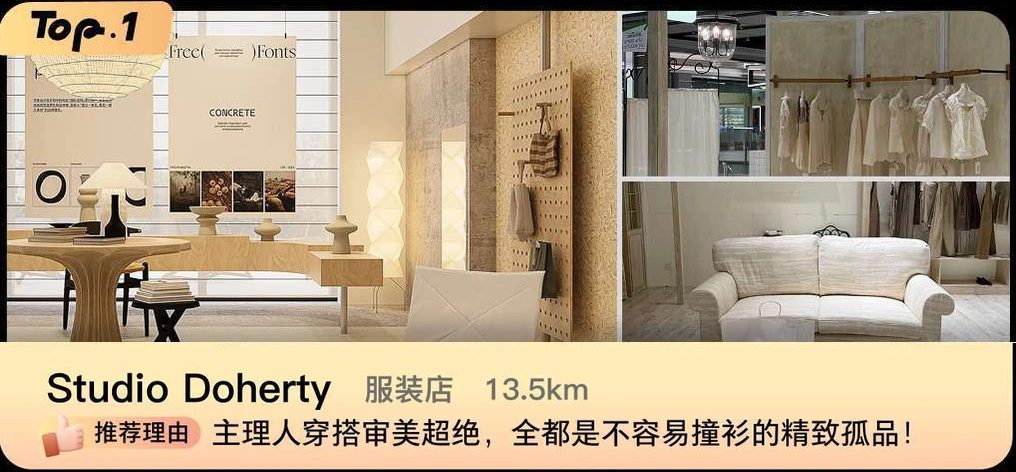 Top.1
Free( )Fonts
CONCRETE
Studio Doherty 服装店 13.5km
推荐理由 主理人穿搭审美超绝，全都是不容易撞衫的精致孤品！